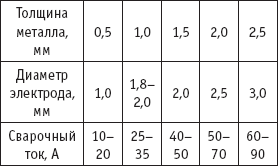 Толщина металла, мм 0,5 1,0 1,5 2,0 2,5
Диаметр электрода, мм 1,0 1,8–2,0 2,0 2,5 3,0
Сварочный ток, А 10–20 25–35 40–50 50–70 60–90